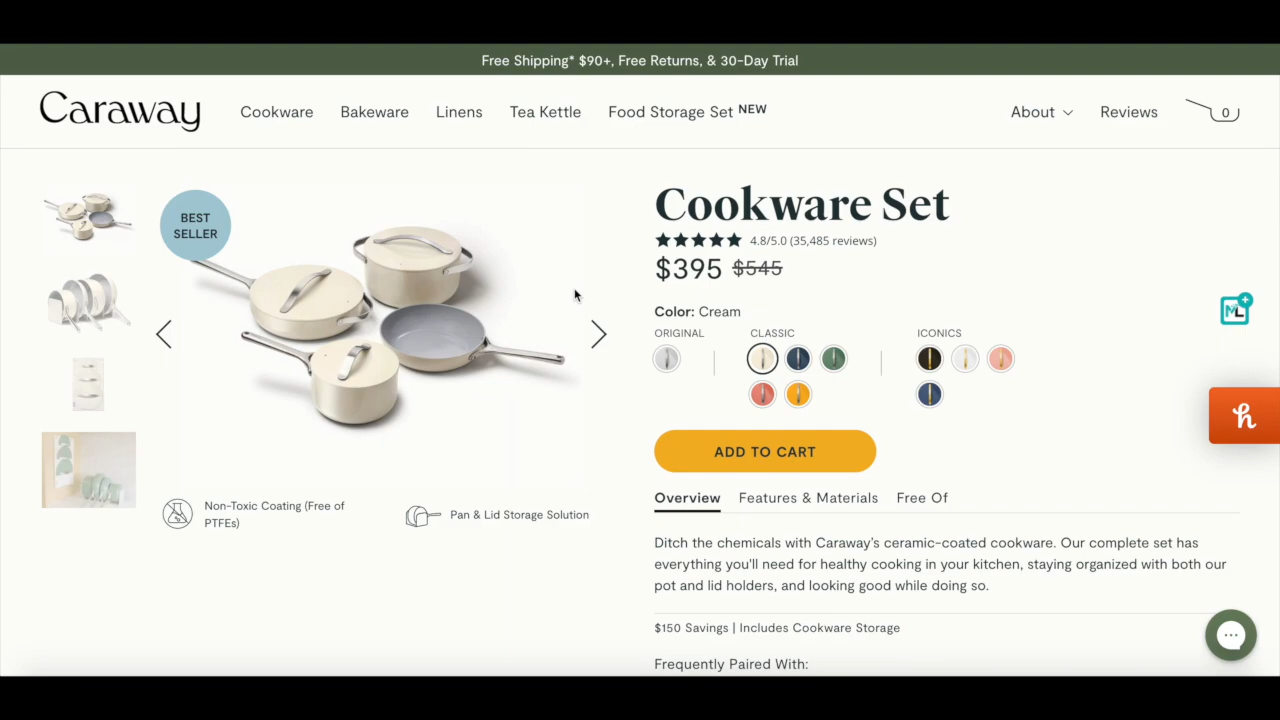 Free Shipping* $90+, Free Returns, & 30-Day Trial
Caraway
Cookware
Bakeware
Linens
Tea Kettle
Food Storage Set NEW
About
Reviews
0
BEST
SELLER
Non-Toxic Coating (Free of
PTFEs)
Pan & Lid Storage Solution
Cookware Set
4.8/5.0 (35,485 reviews)
$395 $545
Color: Cream
ORIGINAL
CLASSIC
ICONICS
ADD TO CART
Overview
Features & Materials
Free Of
Ditch the chemicals with Caraway's ceramic-coated cookware. Our complete set has
everything you'll need for healthy cooking in your kitchen, staying organized with both our
pot and lid holders, and looking good while doing so.
$150 Savings | Includes Cookware Storage
Frequently Paired With:
ML
h